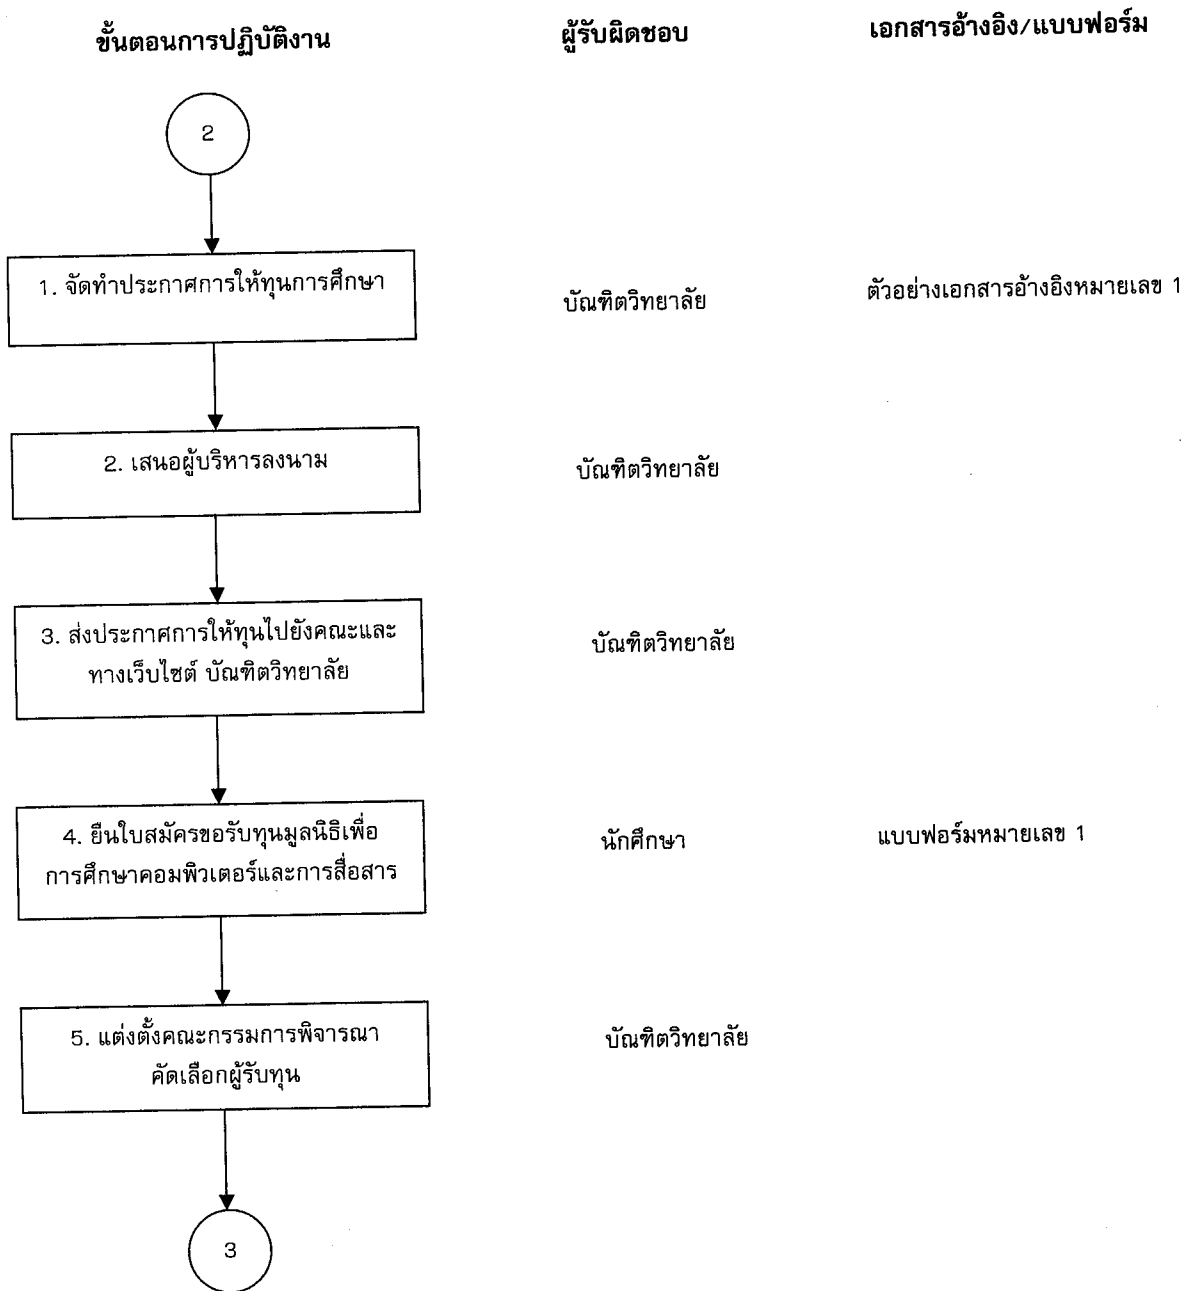 ขั้นตอนการปฏิบัติงาน
ผู้รับผิดชอบ
เอกสารอ้างอิง/แบบฟอร์ม
2
1. จัดทำประกาศการให้ทุนการศึกษา
บัณฑิตวิทยาลัย
ตัวอย่างเอกสารอ้างอิงหมายเลข 1
2. เสนอผู้บริหารลงนาม
บัณฑิตวิทยาลัย
3. ส่งประกาศการให้ทุนไปยังคณะและ
ทางเว็บไซต์ บัณฑิตวิทยาลัย
บัณฑิตวิทยาลัย
4. ยืนใบสมัครขอรับทุนมูลนิธิเพื่อ
การศึกษาคอมพิวเตอร์และการสื่อสาร
นักศึกษา
แบบฟอร์มหมายเลข 1
5. แต่งตั้งคณะกรรมการพิจารณา
คัดเลือกผู้รับทุน
บัณฑิตวิทยาลัย
3